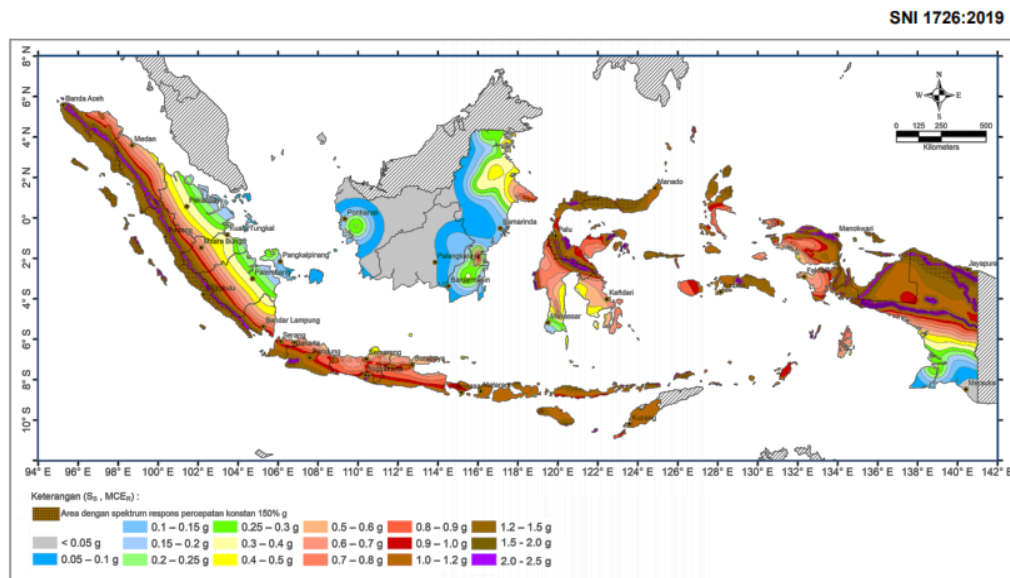 SNI 1726:2019
8° N
6° N
4° N
2° N
0°
2° S
4° S
6° S
8° S
10° S
94° E 96° E 98° E 100° E 102° E 104° E 106° E 108° E 110° E 112° E 114° E 116° E 118° E 120° E 122° E 124° E 126° E 128° E 130° E 132° E 134° E 136° E 138° E 140° E 142° E
N
W E
S
0 125 250 500
Kilometers
Banda Aceh
Medan
Kuala Tungkal
Muara Bungo
Pangkalpinang
Palembang
Bengkulu
Bandar Lampung
Serang
Jakarta
Bandung
Semarang
Surabaya
Mataram
Kupang
Pontianak
Samarinda
Banjarmasin
Palu
Manado
Kendari
Makassar
Manokwari
Jayapura
Merauke
Keterangan (Sₛ , MCEᵣ) :
Area dengan spektrum respons percepatan konstan 150% g
< 0.05 g
0.05 – 0.1 g
0.1 – 0.15 g
0.15 – 0.2 g
0.2 – 0.25 g
0.25 – 0.3 g
0.3 – 0.4 g
0.4 – 0.5 g
0.5 – 0.6 g
0.6 – 0.7 g
0.7 – 0.8 g
0.8 – 0.9 g
0.9 – 1.0 g
1.0 – 1.2 g
1.2 – 1.5 g
1.5 - 2.0 g
2.0 - 2.5 g